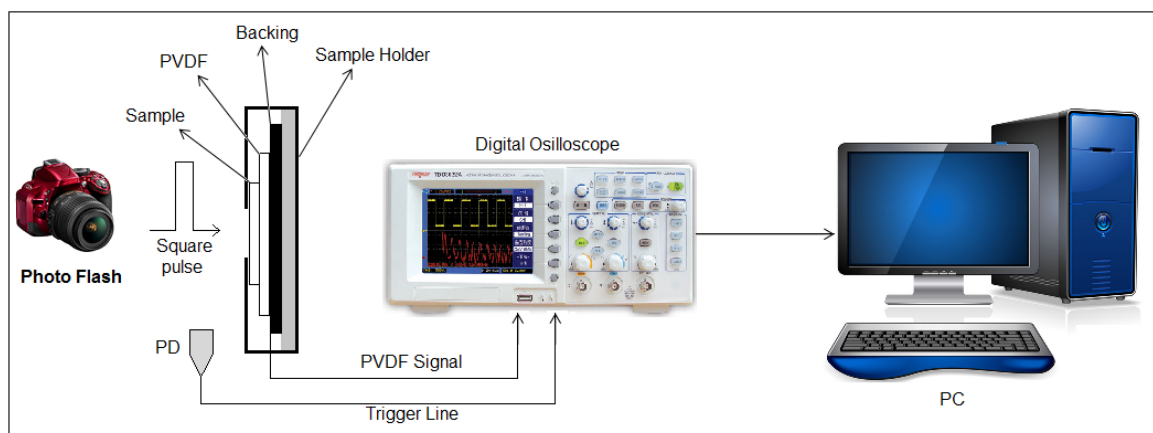 Backing
PVDF
Sample Holder
Sample
Digital Osilloscope
Square
pulse
Photo Flash
PD
PVDF Signal
Trigger Line
PC